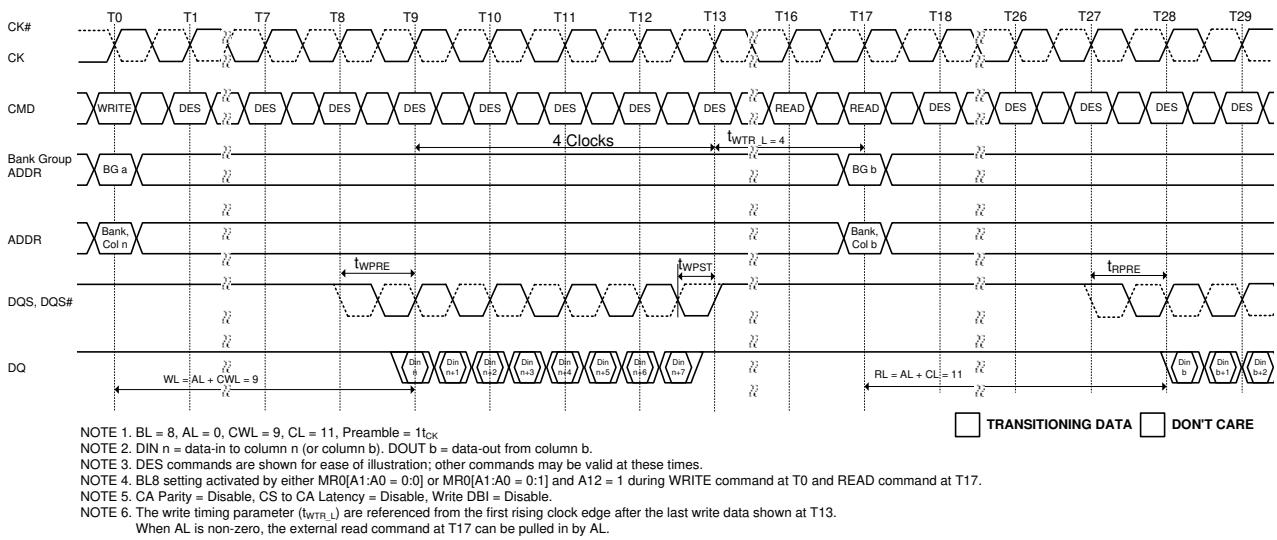 T0 T1 T7 T8 T9 T10 T11 T12 T13 T16 T17 T18 T26 T27 T28 T29
CK#
CK
CMD WRITE DES DES DES DES DES DES DES DES READ READ DES DES DES DES DES
4 Clocks tWTR_L = 4
Bank Group
ADDR
BG a BG b
ADDR
Bank,
Col n
Bank,
Col b
tWPRE tWPST tRPRE
DQS, DQS#
DQ
Din
n
Din
n+1
Din
n+2
Din
n+3
Din
n+4
Din
n+5
Din
n+6
Din
n+7
Din
b
Din
b+1
Din
b+2
WL = AL + CWL = 9 RL = AL + CL = 11
TRANSITIONING DATA DON'T CARE
NOTE 1. BL = 8, AL = 0, CWL = 9, CL = 11, Preamble = 1tCK
NOTE 2. DIN n = data-in to column n (or column b). DOUT b = data-out from column b.
NOTE 3. DES commands are shown for ease of illustration; other commands may be valid at these times.
NOTE 4. BL8 setting activated by either MR0[A1:A0 = 0:0] or MR0[A1:A0 = 0:1] and A12 = 1 during WRITE command at T0 and READ command at T17.
NOTE 5. CA Parity = Disable, CS to CA Latency = Disable, Write DBI = Disable.
NOTE 6. The write timing parameter (tWTR_L) are referenced from the first rising clock edge after the last write data shown at T13.
When AL is non-zero, the external read command at T17 can be pulled in by AL.